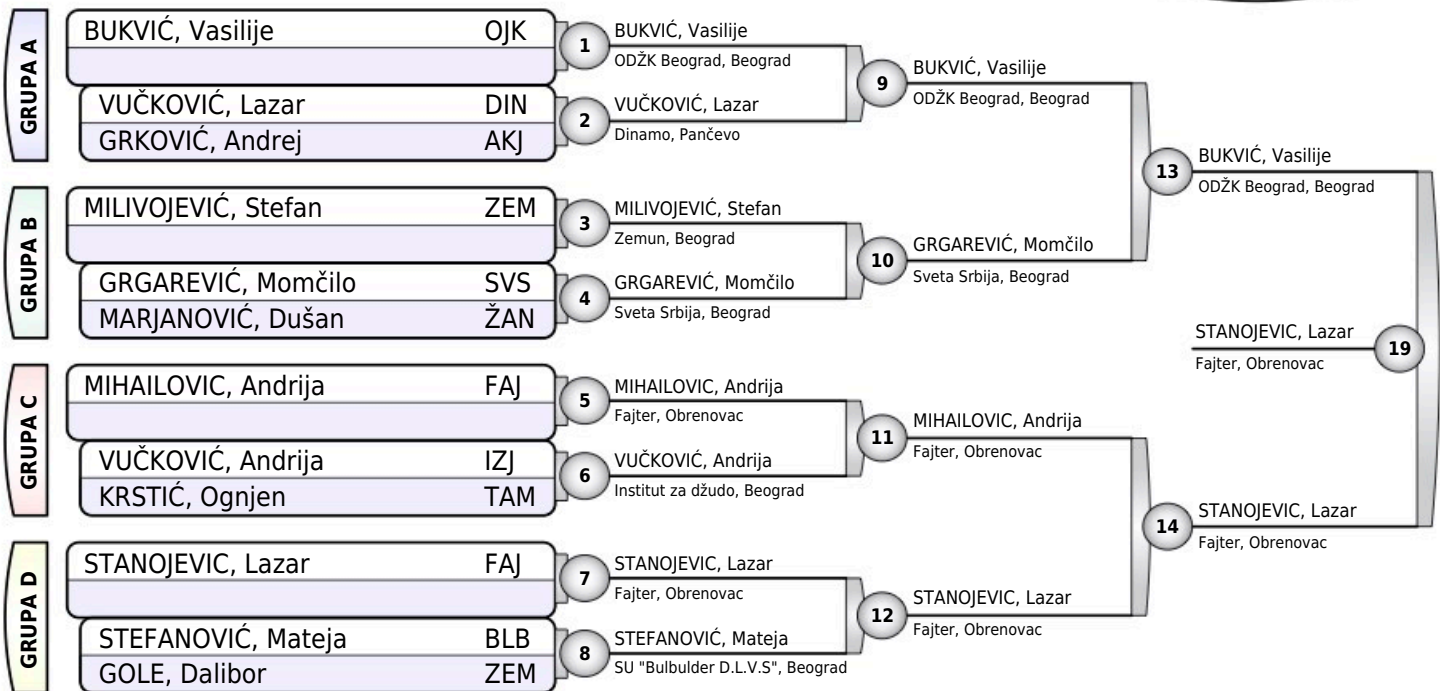 GRUPA A
BUKVIĆ, Vasilije OJK
VUČKOVIĆ, Lazar DIN
GRKOVIĆ, Andrej AKJ
GRUPA B
MILIVOJEVIĆ, Stefan ZEM
GRGAREVIĆ, Momčilo SVS
MARJANOVIĆ, Dušan ŽAN
GRUPA C
MIHAILOVIC, Andrija FAJ
VUČKOVIĆ, Andrija IZJ
KRSTIĆ, Ognjen TAM
GRUPA D
STANOJEVIC, Lazar FAJ
STEFANOVIĆ, Mateja BLB
GOLE, Dalibor ZEM
1
BUKVIĆ, Vasilije
ODŽK Beograd, Beograd
2
VUČKOVIĆ, Lazar
Dinamo, Pančevo
3
MILIVOJEVIĆ, Stefan
Zemun, Beograd
4
GRGAREVIĆ, Momčilo
Sveta Srbija, Beograd
5
MIHAILOVIC, Andrija
Fajter, Obrenovac
6
VUČKOVIĆ, Andrija
Institut za džudo, Beograd
7
STANOJEVIC, Lazar
Fajter, Obrenovac
8
STEFANOVIĆ, Mateja
SU "Bulbulder D.L.V.S", Beograd
9
BUKVIĆ, Vasilije
ODŽK Beograd, Beograd
10
GRGAREVIĆ, Momčilo
Sveta Srbija, Beograd
11
MIHAILOVIC, Andrija
Fajter, Obrenovac
12
STANOJEVIC, Lazar
Fajter, Obrenovac
13
BUKVIĆ, Vasilije
ODŽK Beograd, Beograd
14
STANOJEVIC, Lazar
Fajter, Obrenovac
STANOJEVIC, Lazar
Fajter, Obrenovac
19